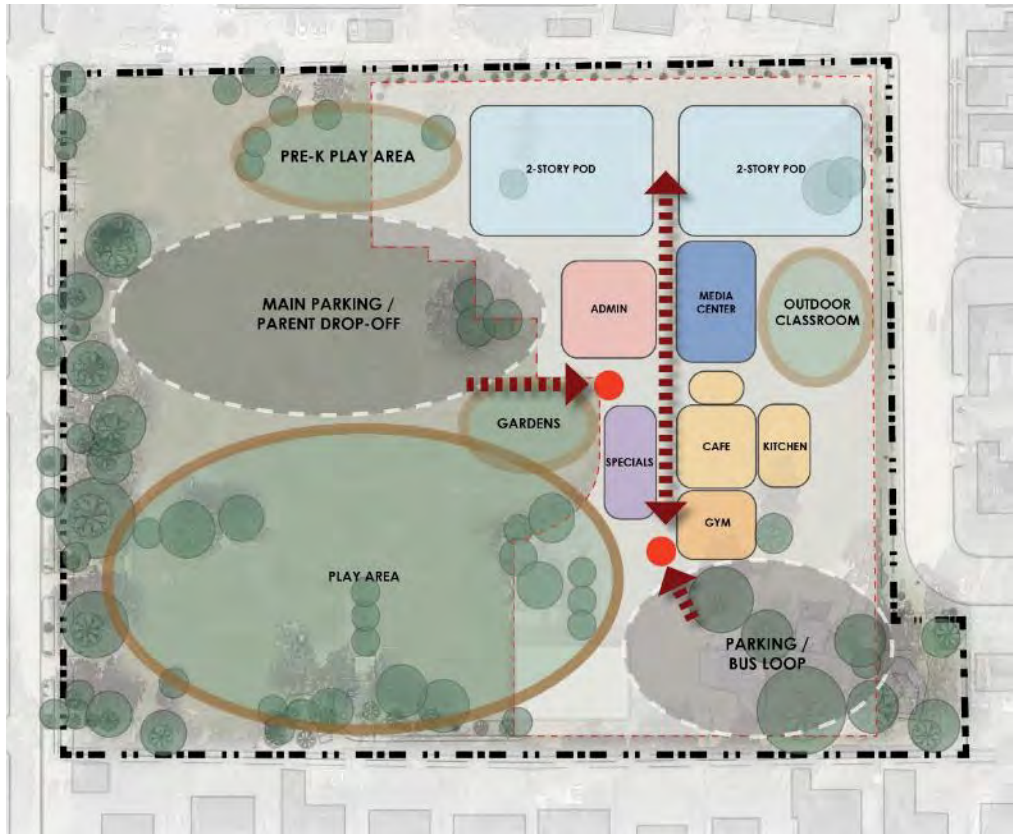 PRE-K PLAY AREA
2-STORY POD
2-STORY POD
MAIN PARKING /
PARENT DROP-OFF
ADMIN
MEDIA
CENTER
OUTDOOR
CLASSROOM
GARDENS
SPECIALS
CAFE
KITCHEN
GYM
PLAY AREA
PARKING /
BUS LOOP